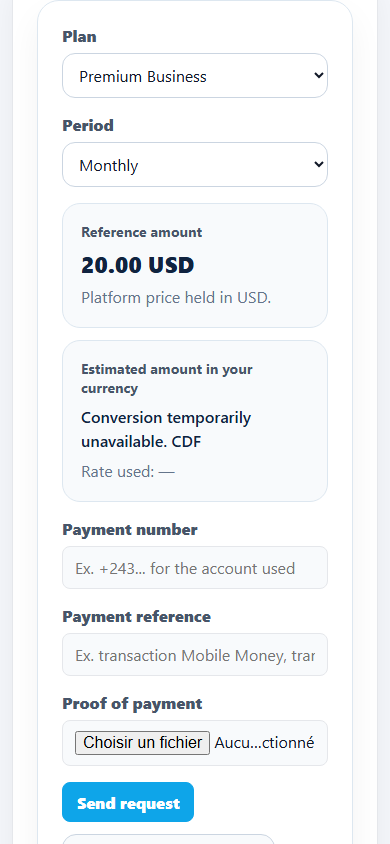 Plan
Premium Business
Period
Monthly
Reference amount
20.00 USD
Platform price held in USD.
Estimated amount in your
currency
Conversion temporarily
unavailable. CDF
Rate used: —
Payment number
Ex. +243... for the account used
Payment reference
Ex. transaction Mobile Money, tran
Proof of payment
Choisir un fichier Aucu...ctionné
Send request